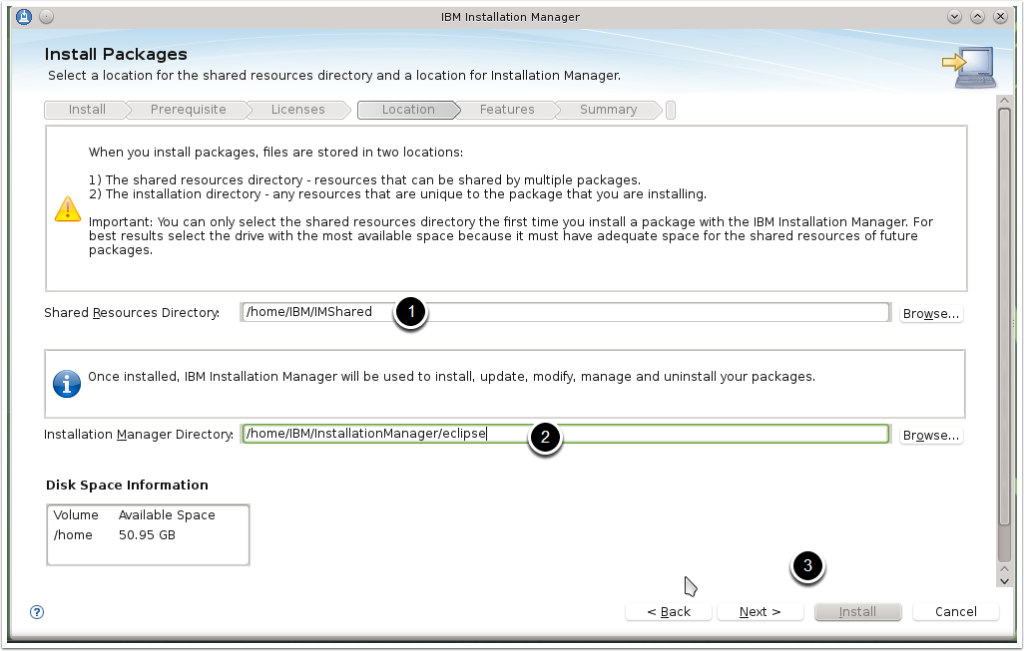 IBM Installation Manager
Install Packages
Select a location for the shared resources directory and a location for Installation Manager.
Install Prerequisite Licenses Location Features Summary
When you install packages, files are stored in two locations:
1) The shared resources directory - resources that can be shared by multiple packages.
2) The installation directory - any resources that are unique to the package that you are installing.
Important: You can only select the shared resources directory the first time you install a package with the IBM Installation Manager. For
best results select the drive with the most available space because it must have adequate space for the shared resources of future
packages.
Shared Resources Directory: /home/IBM/IMShared 1 Browse...
Once installed, IBM Installation Manager will be used to install, update, modify, manage and uninstall your packages.
Installation Manager Directory: /home/IBM/InstallationManager/eclipse 2 Browse...
Disk Space Information
Volume Available Space
/home 50.95 GB
3
? < Back Next > Install Cancel